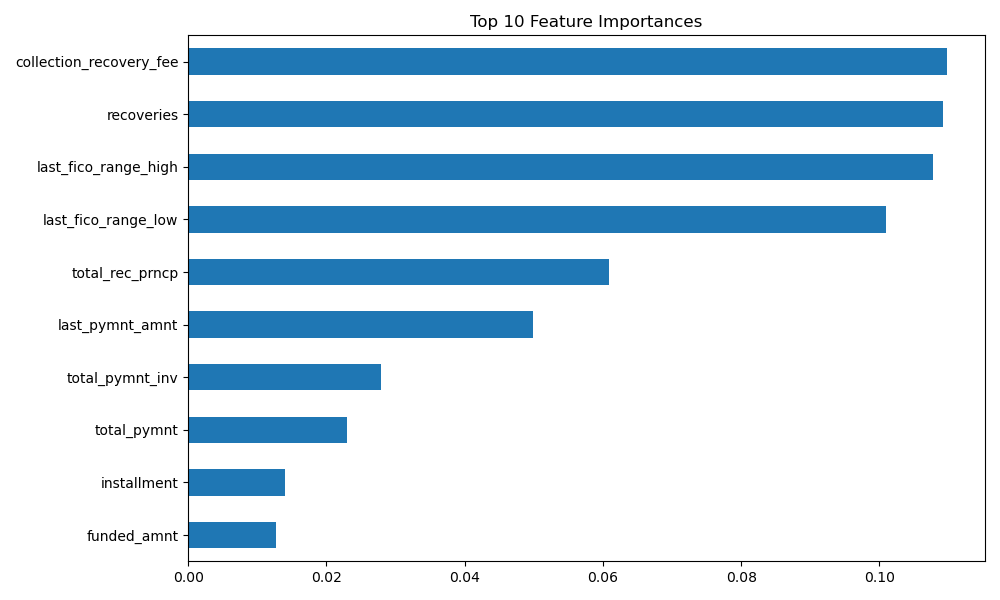 Top 10 Feature Importances
collection_recovery_fee
recoveries
last_fico_range_high
last_fico_range_low
total_rec_prncp
last_pymnt_amnt
total_pymnt_inv
total_pymnt
installment
funded_amnt
0.00 0.02 0.04 0.06 0.08 0.10